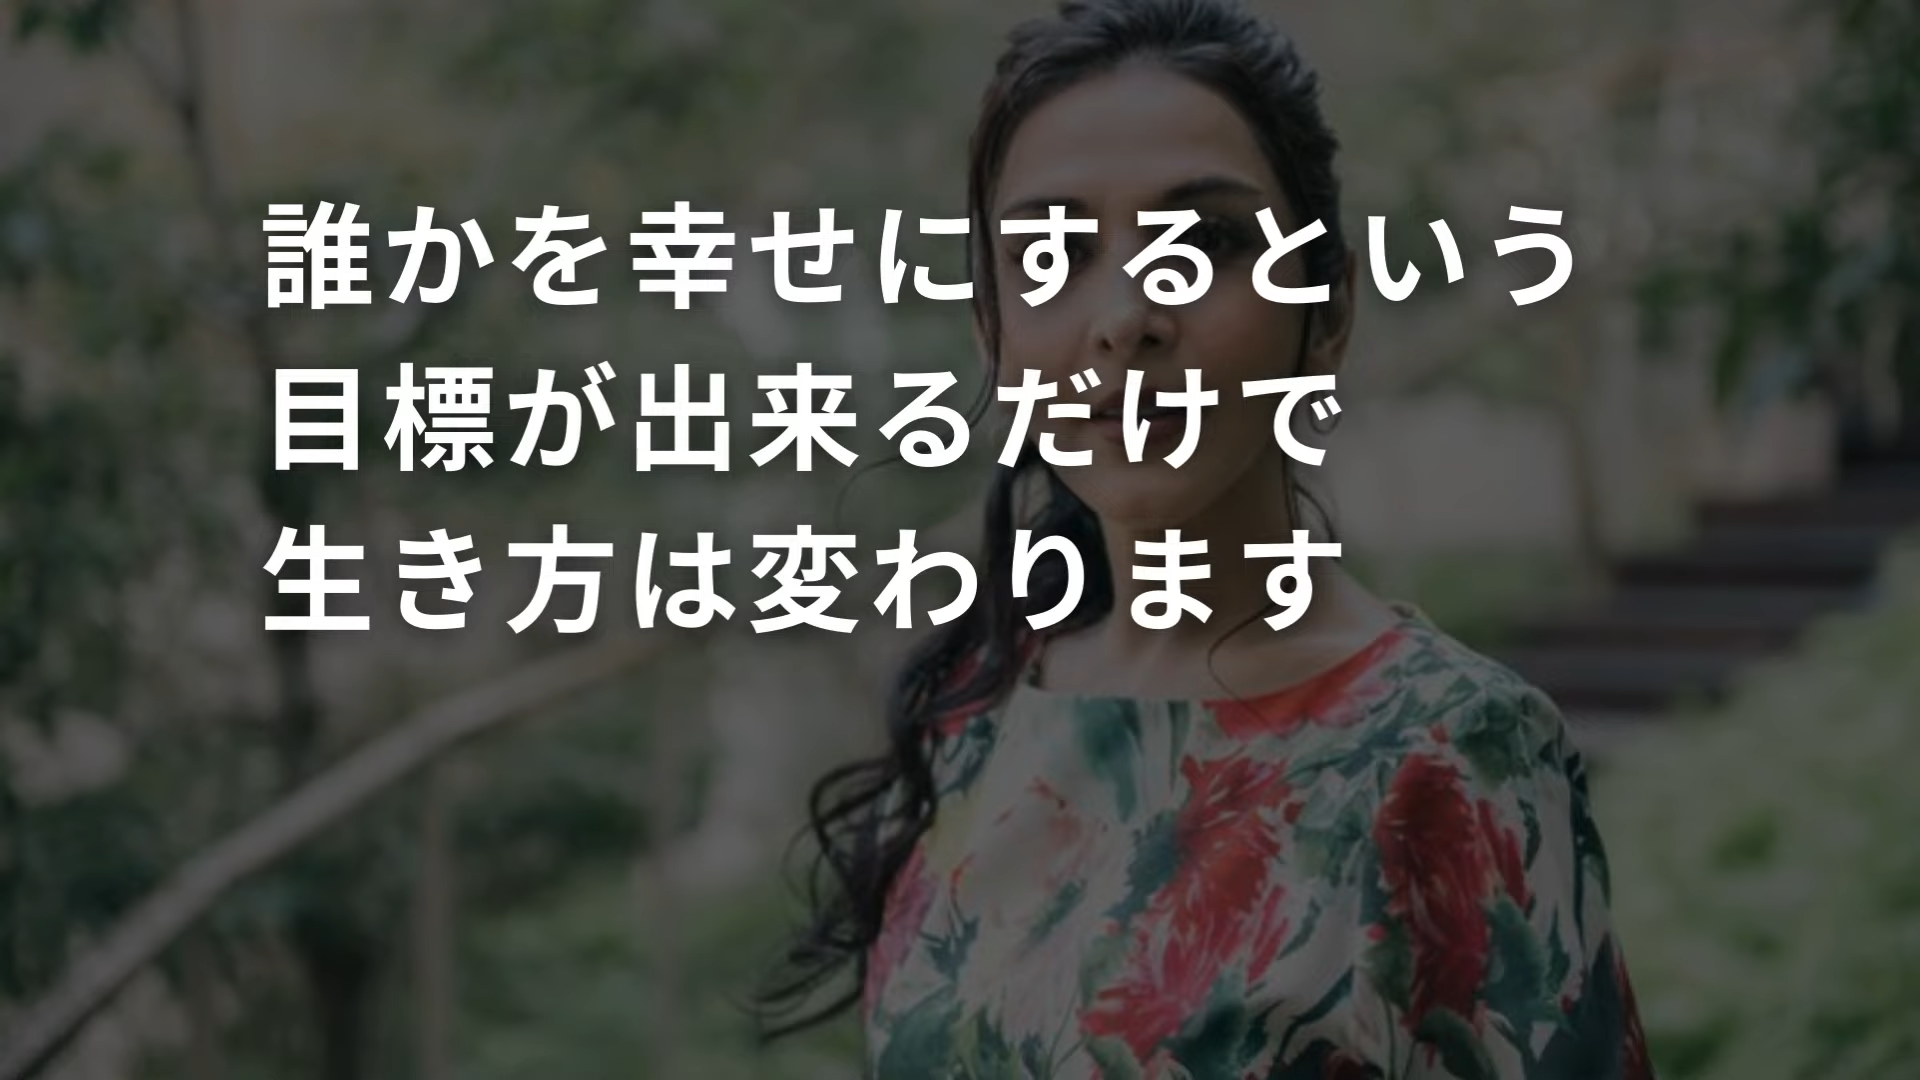 誰かを幸せにするという
目標が出来るだけで
生き方は変わります